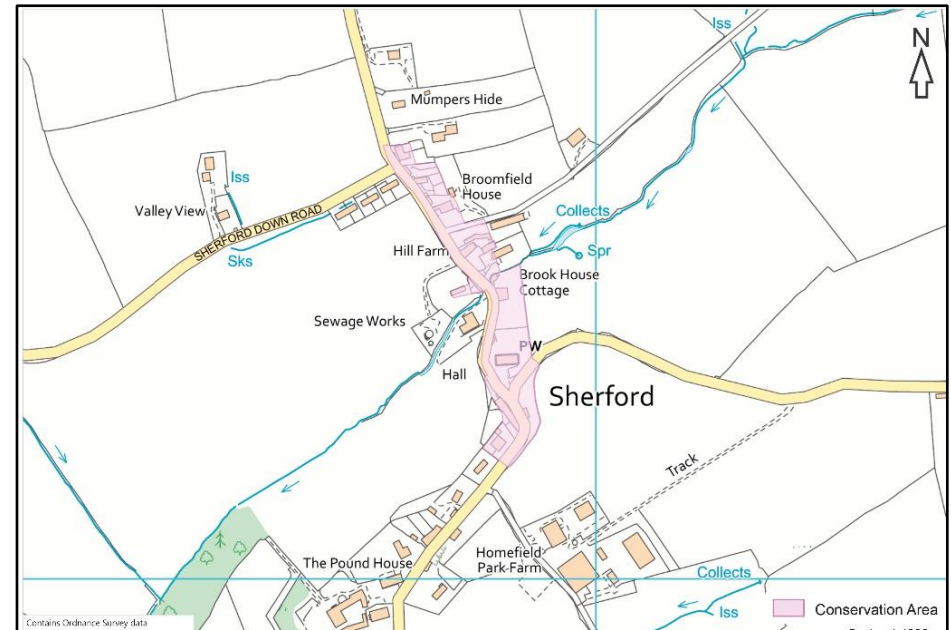 Iss
N
Mumpers Hide
Iss
Broomfield
House
Valley View
SHERFORD DOWN ROAD
Collects
Hill Farm
Spr
Sks
Brook House
Cottage
Sewage Works
PW
Hall
Sherford
Track
The Pound House
Homefield
Park Farm
Collects
Iss
Conservation Area
Contains Ordnance Survey data